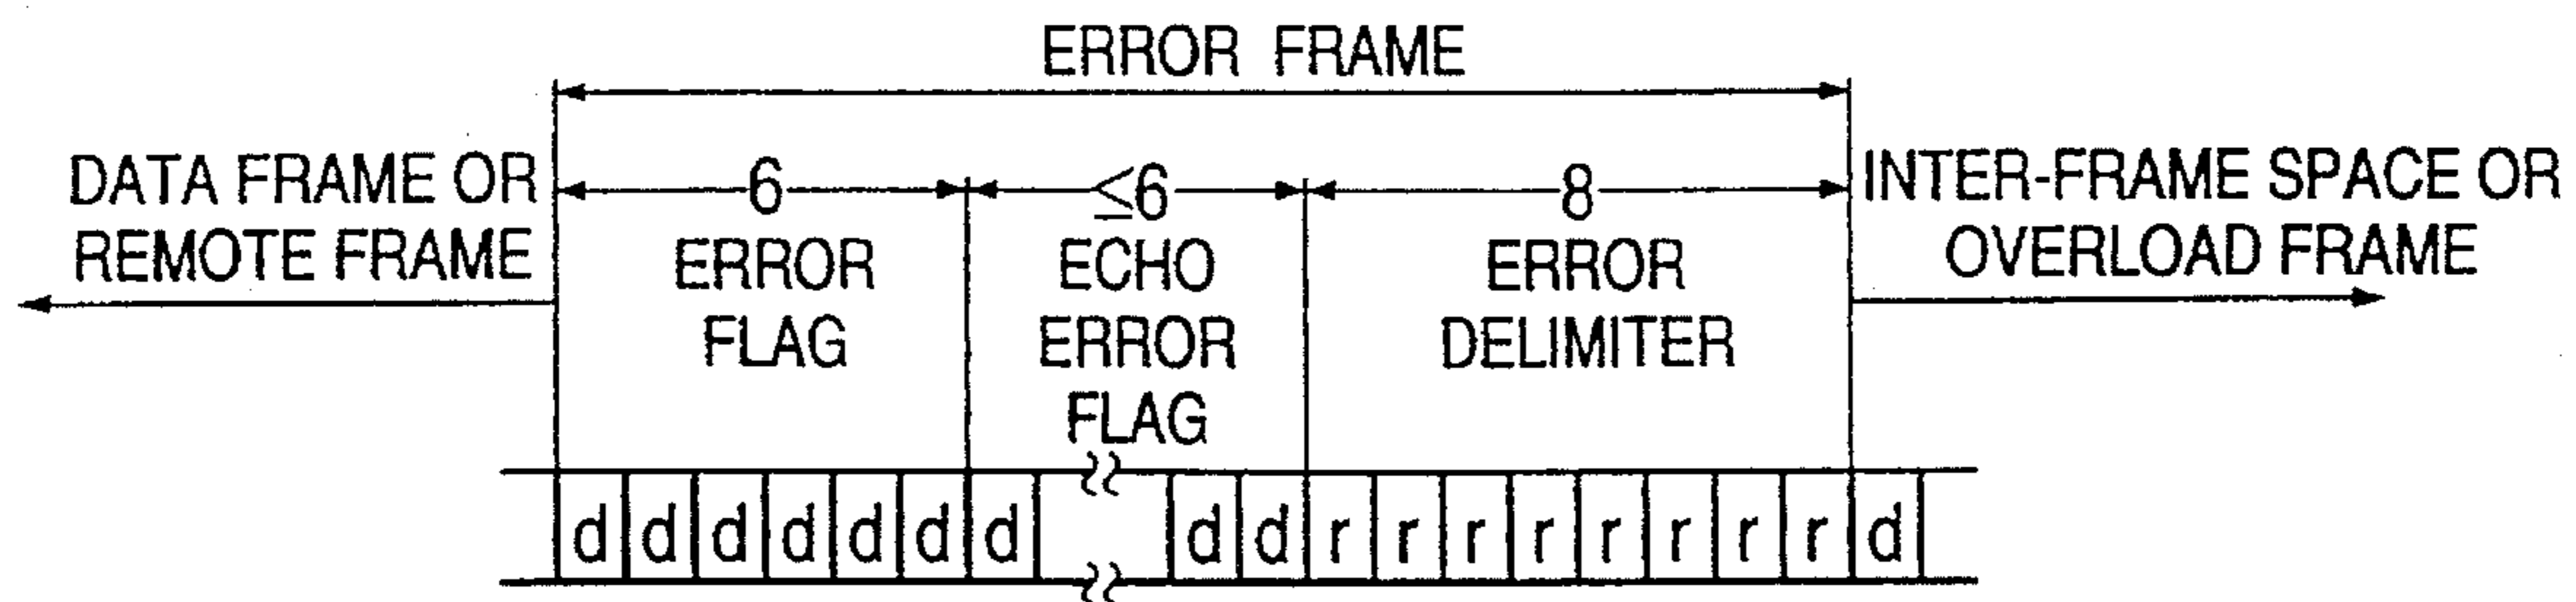 ERROR FRAME
DATA FRAME OR
REMOTE FRAME
6
ERROR
FLAG
≤6
ECHO
ERROR
FLAG
8
ERROR
DELIMITER
INTER-FRAME SPACE OR
OVERLOAD FRAME
d d d d d d d d d r r r r r r r r d